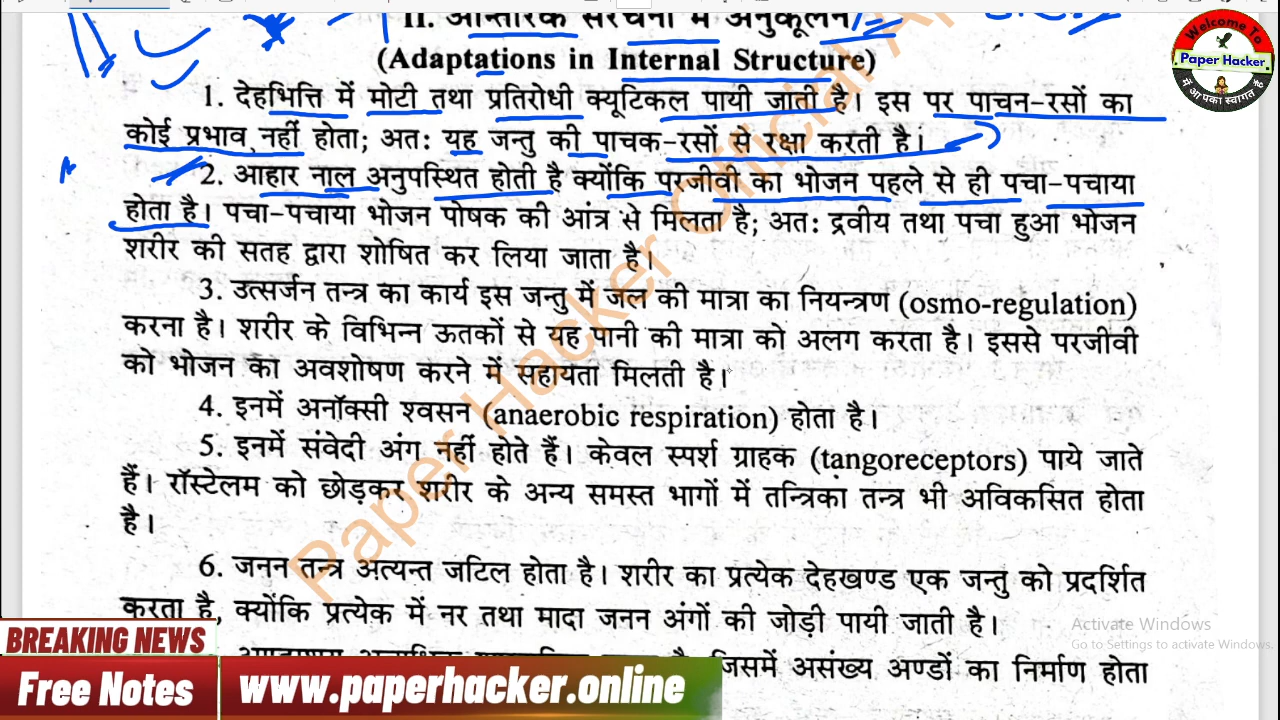 II. आन्तरिक संरचना में अनुकूलन
(Adaptations in Internal Structure)
1. देहभित्ति में मोटी तथा प्रतिरोधी क्यूटिकल पायी जाती है। इस पर पाचन-रसों का
कोई प्रभाव नहीं होता; अत: यह जन्तु की पाचक-रसों से रक्षा करती है।
2. आहार नाल अनुपस्थित होती है क्योंकि परजीवी का भोजन पहले से ही पचा-पचाया
होता है। पचा-पचाया भोजन पोषक की आंत्र से मिलता है; अत: द्रवीय तथा पचा हुआ भोजन
शरीर की सतह द्वारा शोषित कर लिया जाता है।
3. उत्सर्जन तन्त्र का कार्य इस जन्तु में जल की मात्रा का नियन्त्रण (osmo-regulation)
करना है। शरीर के विभिन्न ऊतकों से यह पानी की मात्रा को अलग करता है। इससे परजीवी
को भोजन का अवशोषण करने में सहायता मिलती है।
4. इनमें अनॉक्सी श्वसन (anaerobic respiration) होता है।
5. इनमें संवेदी अंग नहीं होते हैं। केवल स्पर्श ग्राहक (tangoreceptors) पाये जाते
हैं। रॉस्टेलम को छोड़कर शरीर के अन्य समस्त भागों में तन्त्रिका तन्त्र भी अविकसित होता
है।
6. जनन तन्त्र अत्यन्त जटिल होता है। शरीर का प्रत्येक देहखण्ड एक जन्तु को प्रदर्शित
करता है, क्योंकि प्रत्येक में नर तथा मादा जनन अंगों की जोड़ी पायी जाती है।
जिसमें असंख्य अण्डों का निर्माण होता
Paper Hacker Official
Welcome To
Paper Hacker
में आपका स्वागत है
Activate Windows
Go to Settings to activate Windows.
BREAKING NEWS
Free Notes
www.paperhacker.online